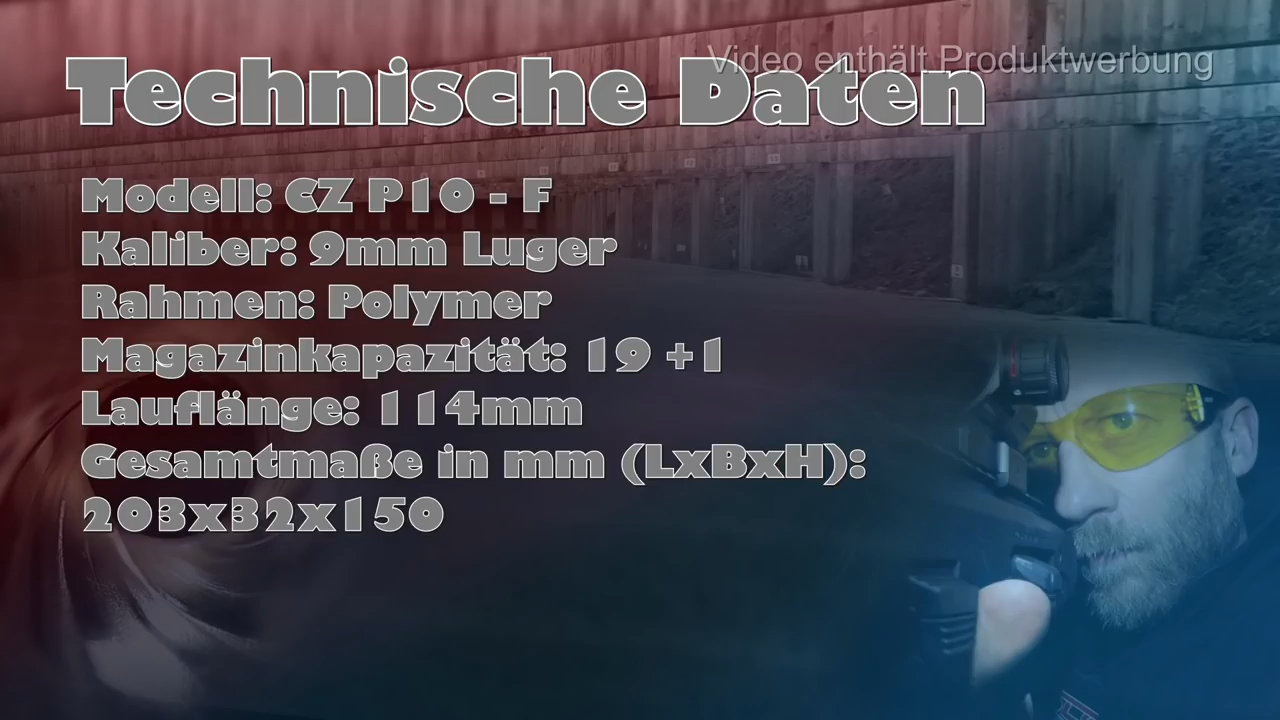 Video enthält Produktwerbung
Technische Daten
Modell: CZ P10 - F
Kaliber: 9mm Luger
Rahmen: Polymer
Magazinkapazität: 19 +1
Lauflänge: 114mm
Gesamtmaße in mm (LxBxH):
203x32x150